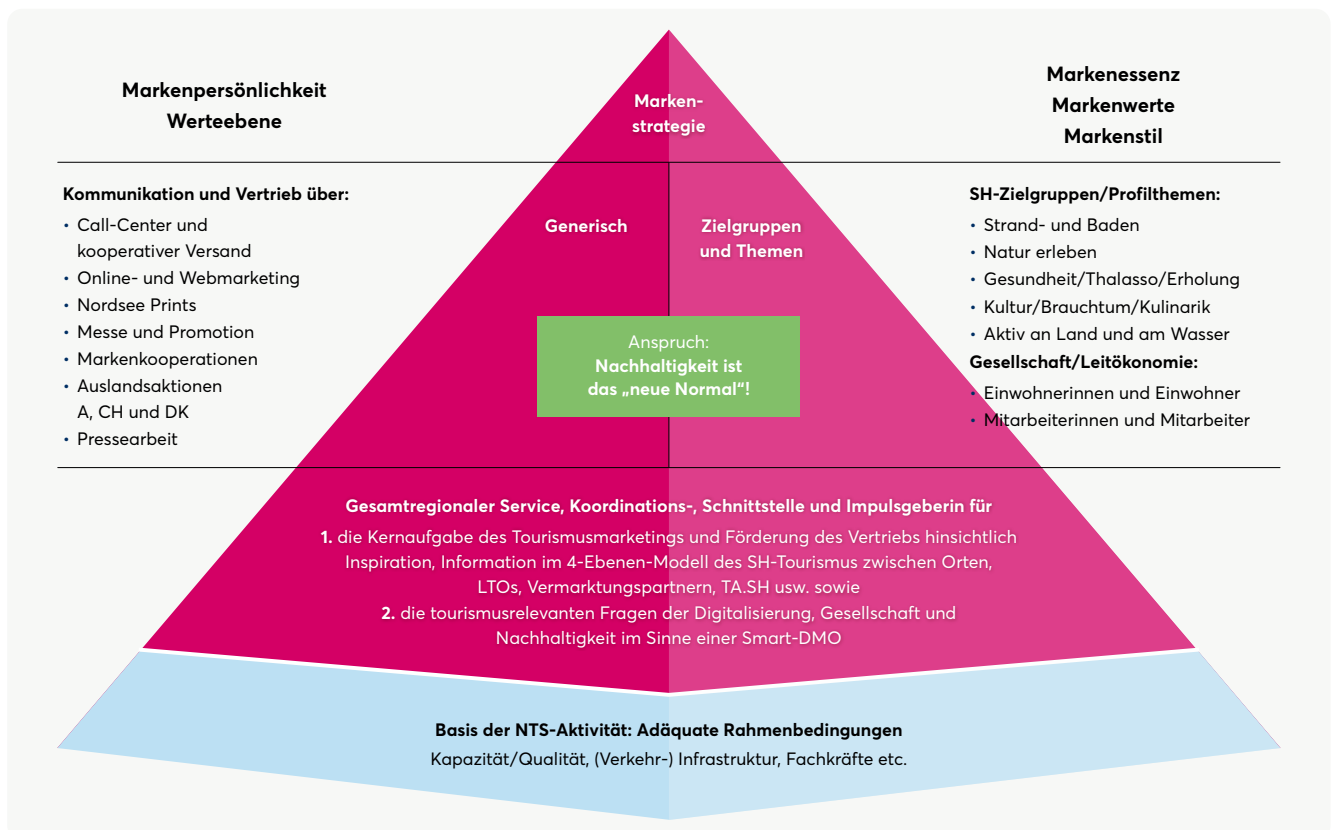 Markenpersönlichkeit
Werteebene
Marken-
strategie
Markenessenz
Markenwerte
Markenstil
Kommunikation und Vertrieb über:
• Call-Center und
kooperativer Versand
• Online- und Webmarketing
• Nordsee Prints
• Messe und Promotion
• Markenkooperationen
• Auslandsaktionen
A, CH und DK
• Pressearbeit
Generisch
Zielgruppen
und Themen
Anspruch:
Nachhaltigkeit ist
das „neue Normal“!
SH-Zielgruppen/Profilthemen:
• Strand- und Baden
• Natur erleben
• Gesundheit/Thalasso/Erholung
• Kultur/Brauchtum/Kulinarik
• Aktiv an Land und am Wasser
Gesellschaft/Leitökonomie:
• Einwohnerinnen und Einwohner
• Mitarbeiterinnen und Mitarbeiter
Gesamtregionaler Service, Koordinations-, Schnittstelle und Impulsgeberin für
1. die Kernaufgabe des Tourismusmarketings und Förderung des Vertriebs hinsichtlich
Inspiration, Information im 4-Ebenen-Modell des SH-Tourismus zwischen Orten,
LTOs, Vermarktungspartnern, TA.SH usw. sowie
2. die tourismusrelevanten Fragen der Digitalisierung, Gesellschaft und
Nachhaltigkeit im Sinne einer Smart-DMO
Basis der NTS-Aktivität: Adäquate Rahmenbedingungen
Kapazität/Qualität, (Verkehr-) Infrastruktur, Fachkräfte etc.